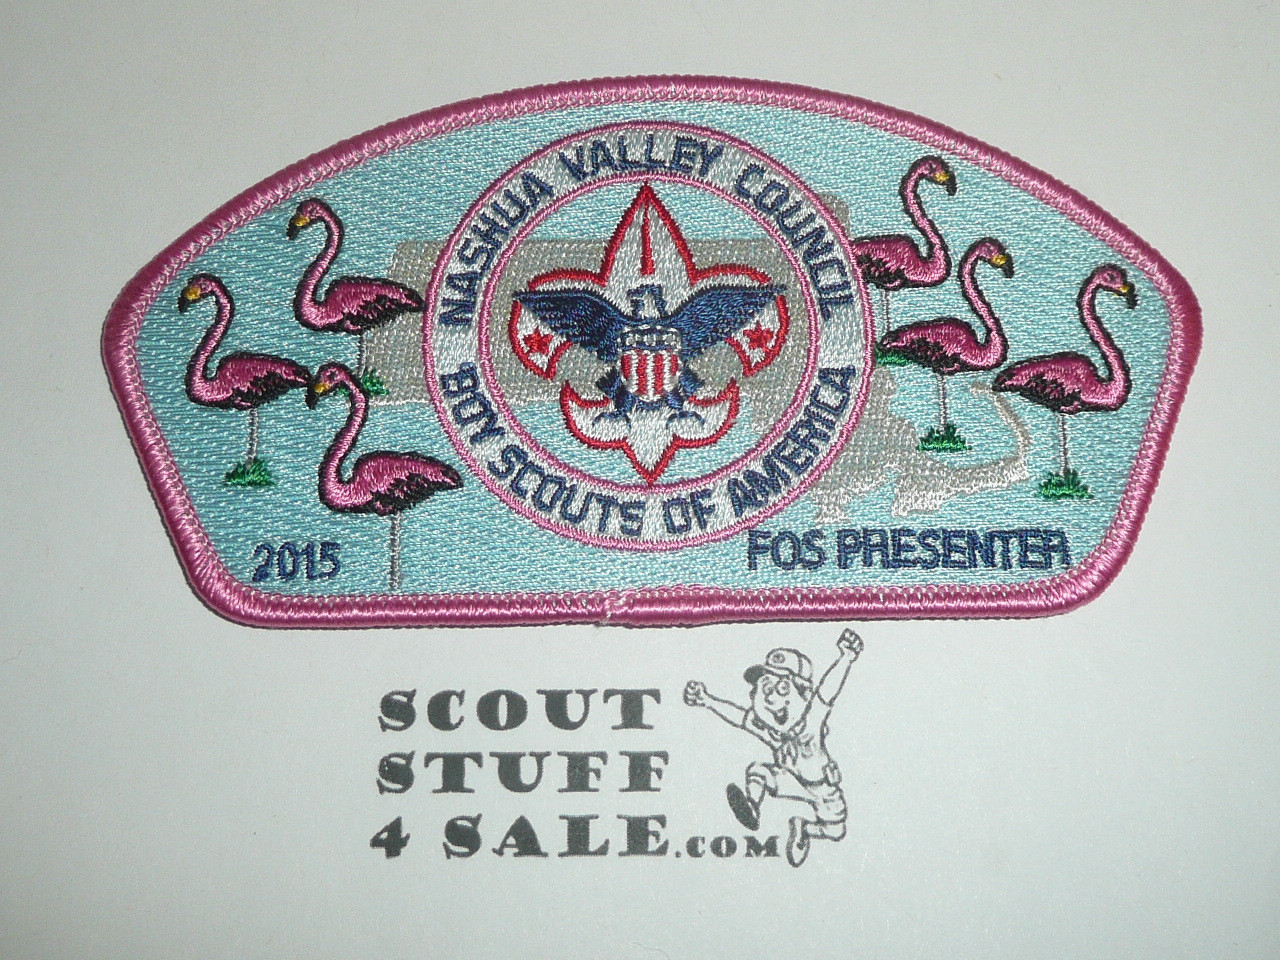 NASHUA VALLEY COUNCIL
BOY SCOUTS OF AMERICA
2015
FOS PRESENTER
SCOUT
STUFF
4 SALE.COM